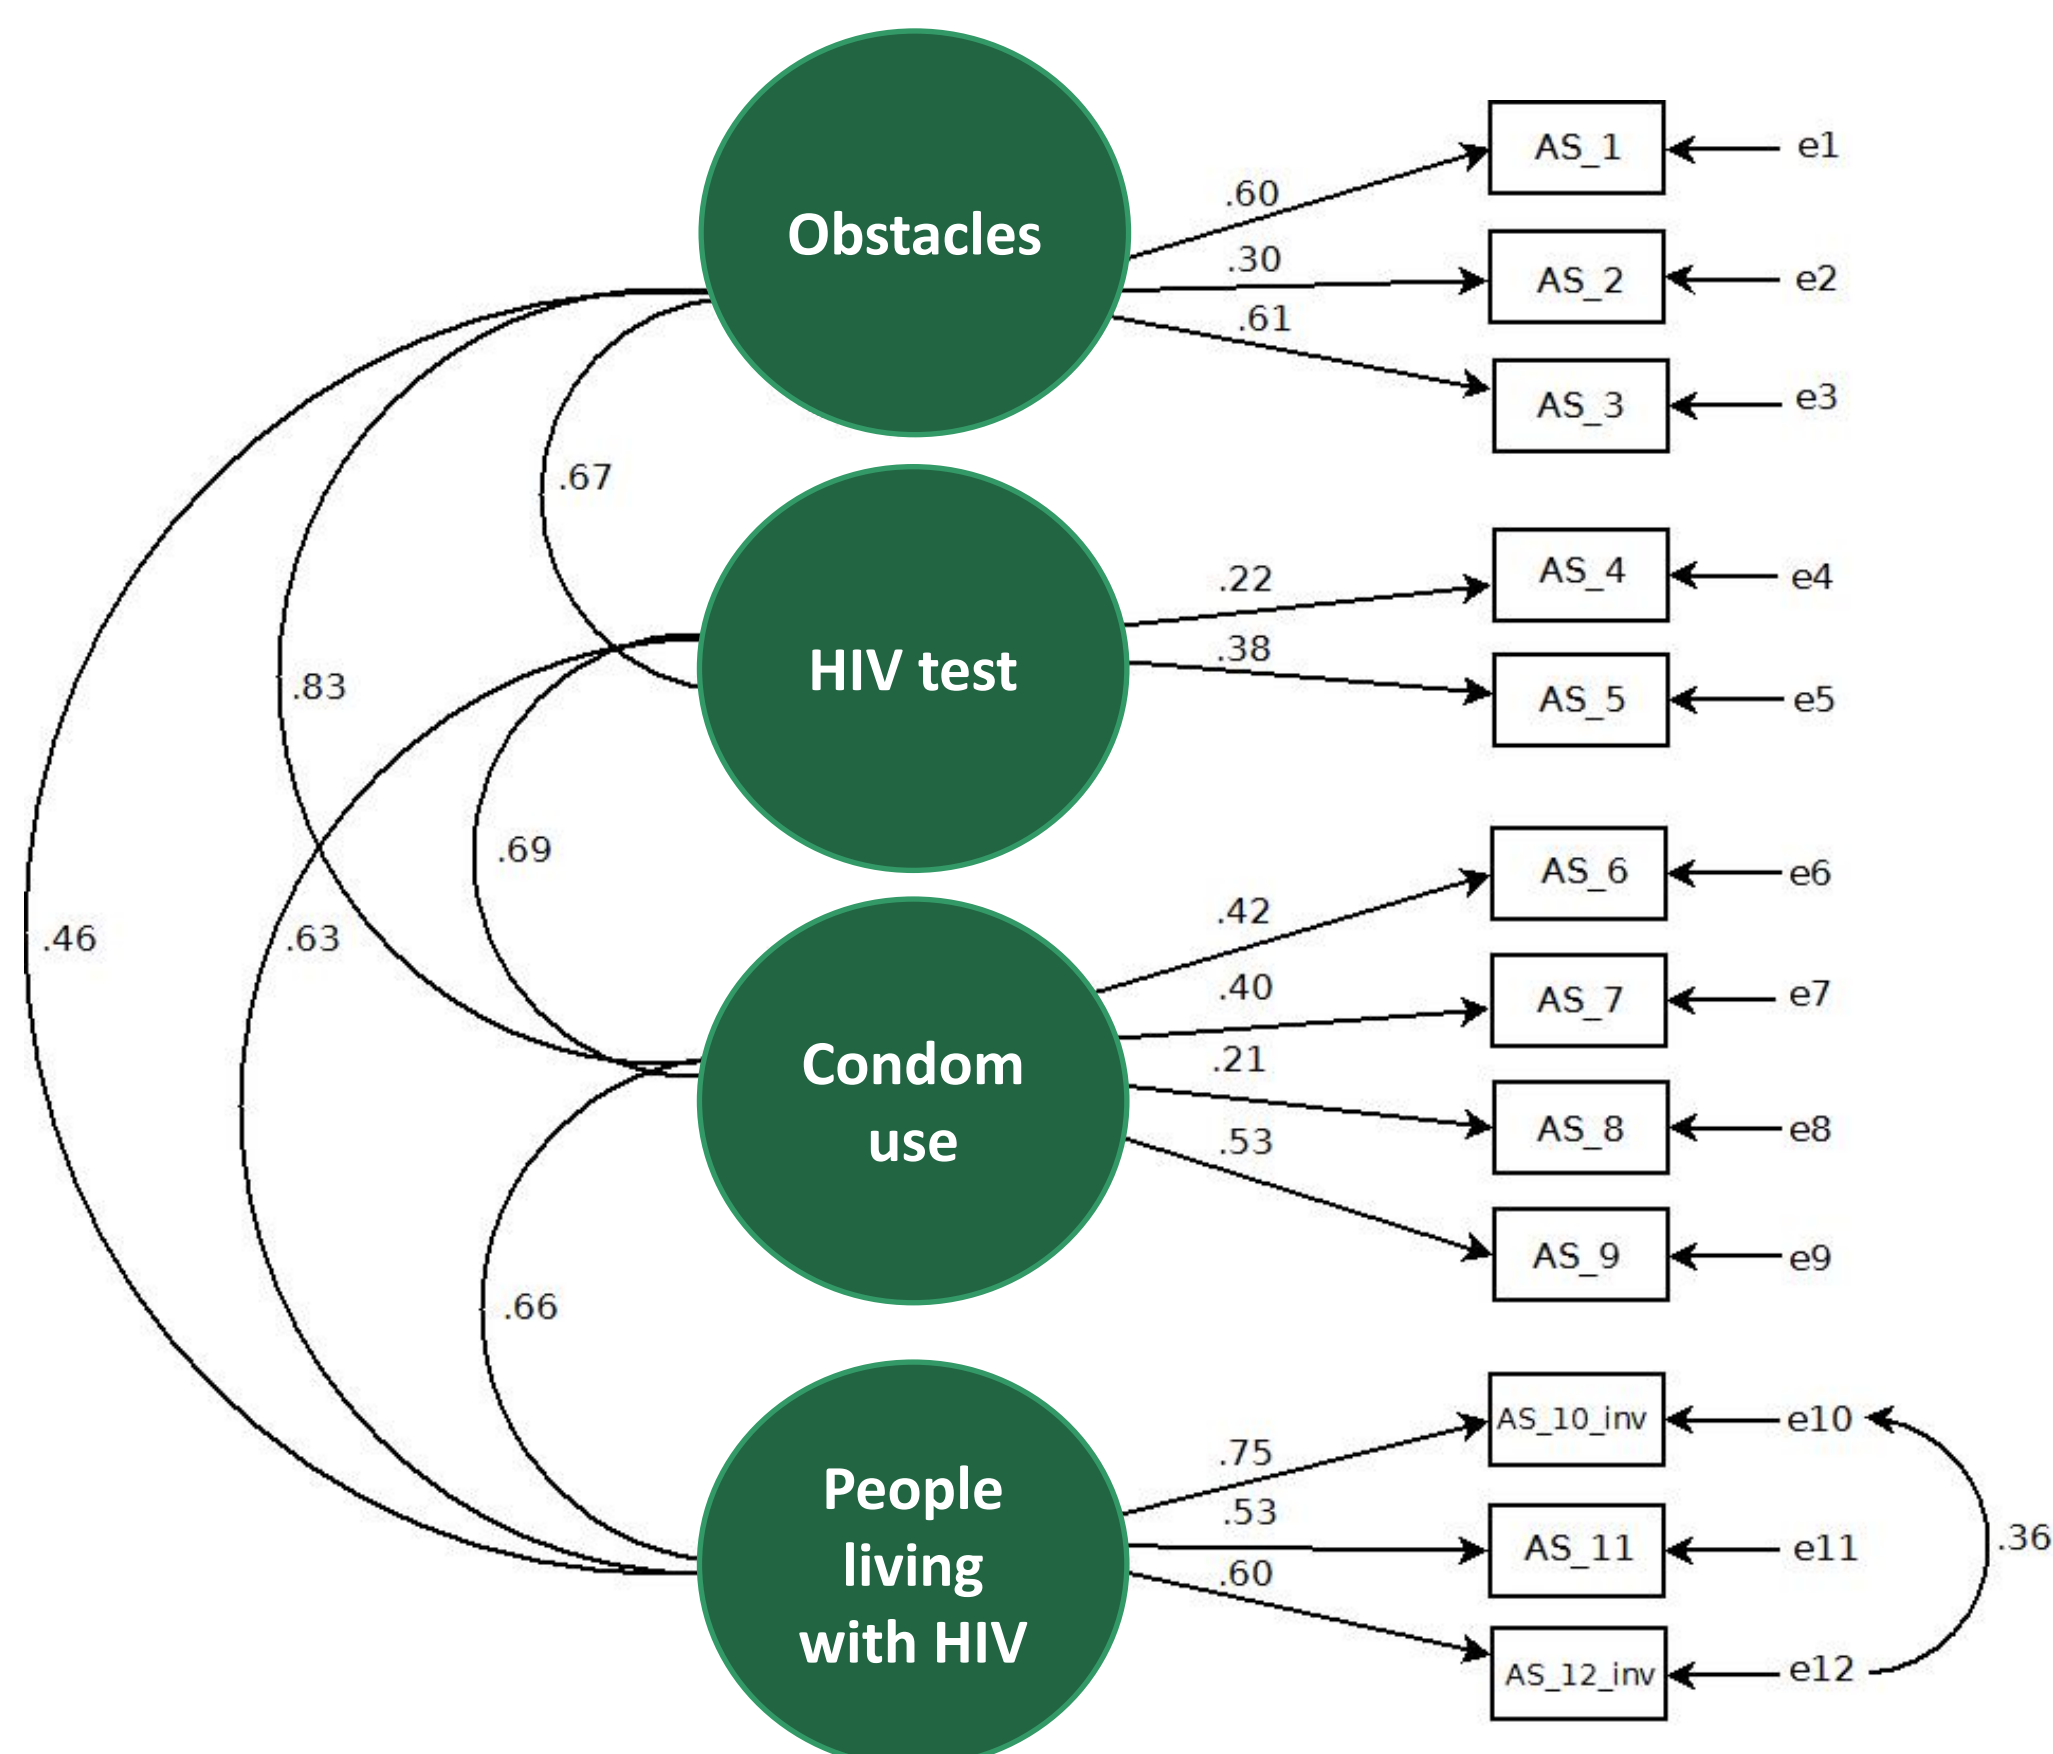 Obstacles
.60
.30
.61
AS_1
e1
AS_2
e2
AS_3
e3
.67
HIV test
.22
.38
AS_4
e4
AS_5
e5
.83
.69
.46
.63
Condom
use
.42
.40
.21
.53
AS_6
e6
AS_7
e7
AS_8
e8
AS_9
e9
.66
People
living
with HIV
.75
.53
.60
AS_10_inv
e10
AS_11
e11
AS_12_inv
e12
.36